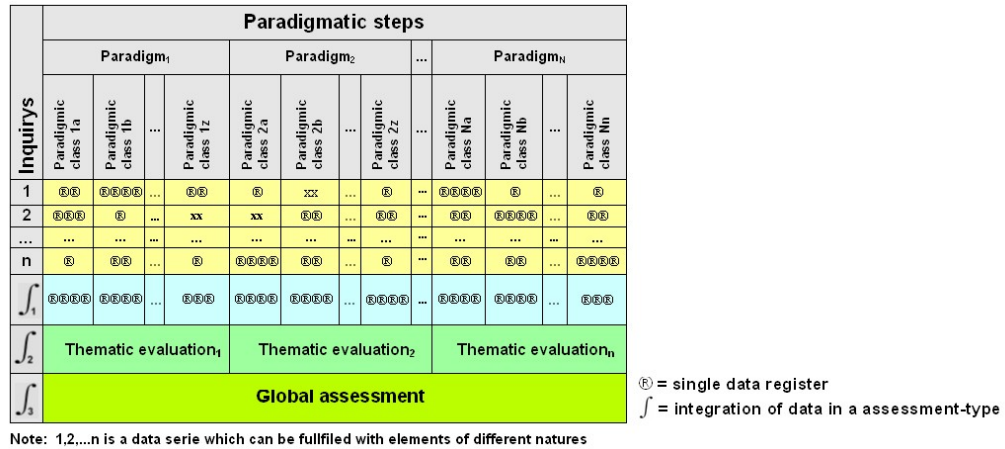 Paradigmatic steps
Paradigm₁ Paradigm₂ ... ParadigmN
Inquirys
Paradigmic class 1a Paradigmic class 1b ... Paradigmic class 1z Paradigmic class 2a Paradigmic class 2b ... Paradigmic class 2z ... Paradigmic class Na Paradigmic class Nb ... Paradigmic class Nn
1 ®® ®®®® ... ®® ® xx ... ® ... ®®®® ® ... ®
2 ®®® ® ... xx xx ®® ... ®® ... ®® ®®®® ... ®®
... ... ... ... ... ... ... ... ... ... ... ... ... ...
n ® ®® ... ® ®®®® ®® ... ® ... ®® ®® ... ®®®®
∫₁ ®®®® ®®®® ... ®®® ®®®® ®®®® ... ®®®® ... ®®®® ®®®® ... ®®®
∫₂ Thematic evaluation₁ Thematic evaluation₂ Thematic evaluationₙ
∫₃ Global assessment
® = single data register
∫ = integration of data in a assessment-type
Note: 1,2,...n is a data serie which can be fullfiled with elements of different natures